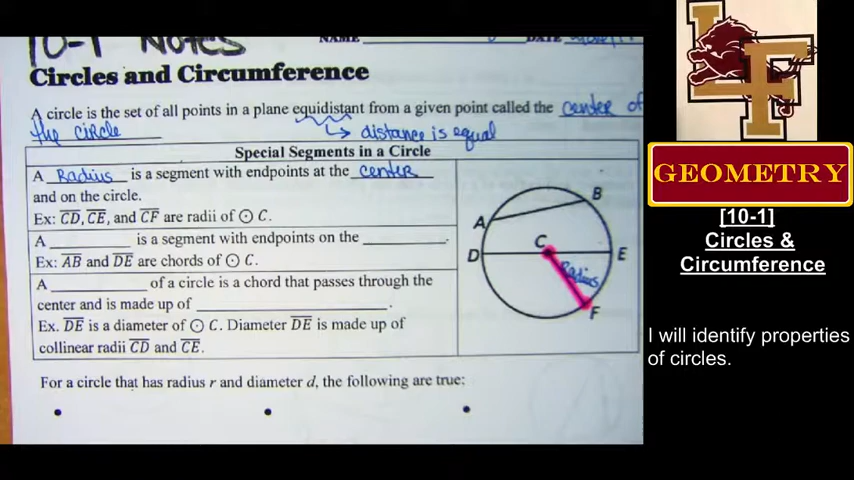 10-1 Notes
NAME DATE
Circles and Circumference
A circle is the set of all points in a plane equidistant from a given point called the center of
the circle
↳ distance is equal
Special Segments in a Circle
A Radius is a segment with endpoints at the center
and on the circle.
Ex: CD, CE, and CF are radii of ⊙ C.
A ________ is a segment with endpoints on the ________.
Ex: AB and DE are chords of ⊙ C.
A ________ of a circle is a chord that passes through the
center and is made up of ________.
Ex. DE is a diameter of ⊙ C. Diameter DE is made up of
collinear radii CD and CE.
A
B
C
D
E
Radius
F
For a circle that has radius r and diameter d, the following are true:
LF
GEOMETRY
[10-1]
Circles &
Circumference
I will identify properties
of circles.